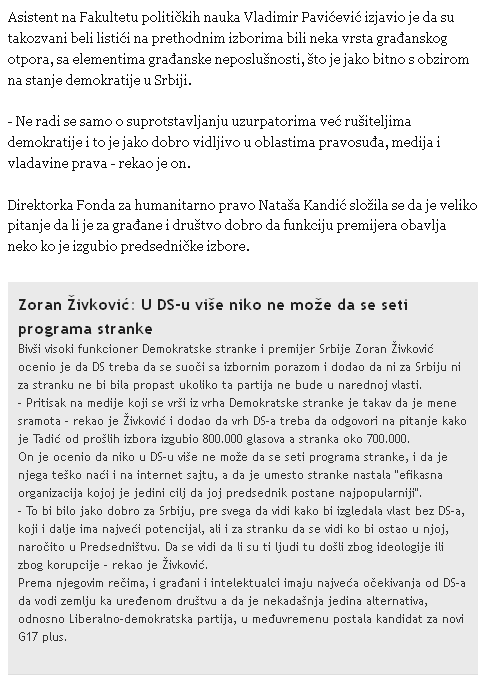 Asistent na Fakultetu političkih nauka Vladimir Pavićević izjavio je da su
takozvani beli listići na prethodnim izborima bili neka vrsta građanskog
otpora, sa elementima građanske neposlušnosti, što je jako bitno s obzirom
na stanje demokratije u Srbiji.
- Ne radi se samo o suprotstavljanju uzurpatorima već rušiteljima
demokratije i to je jako dobro vidljivo u oblastima pravosuđa, medija i
vladavine prava - rekao je on.
Direktorka Fonda za humanitarno pravo Nataša Kandić složila se da je veliko
pitanje da li je za građane i društvo dobro da funkciju premijera obavlja
neko ko je izgubio predsedničke izbore.
Zoran Živković: U DS-u više niko ne može da se seti
programa stranke
Bivši visoki funkcioner Demokratske stranke i premijer Srbije Zoran Živković
ocenio je da DS treba da se suoči sa izbornim porazom i dodao da ni za Srbiju ni
za stranku ne bi bila propast ukoliko ta partija ne bude u narednoj vlasti.
- Pritisak na medije koji se vrši iz vrha Demokratske stranke je takav da je mene
sramota - rekao je Živković i dodao da vrh DS-a treba da odgovori na pitanje kako
je Tadić od prošlih izbora izgubio 800.000 glasova a stranka oko 700.000.
On je ocenio da niko u DS-u više ne može da se seti programa stranke, i da je
njega teško naći i na internet sajtu, a da je umesto stranke nastala "efikasna
organizacija kojoj je jedini cilj da joj predsednik postane najpopularniji".
- To bi bilo jako dobro za Srbiju, pre svega da vidi kako bi izgledala vlast bez DS-a,
koji i dalje ima najveći potencijal, ali i za stranku da se vidi ko bi ostao u njoj,
naročito u Predsedništvu. Da se vidi da li su ti ljudi tu došli zbog ideologije ili
zbog korupcije - rekao je Živković.
Prema njegovim rečima, i građani i intelektualci imaju najveća očekivanja od DS-a
da vodi zemlju ka uređenom društvu a da je nekadašnja jedina alternativa,
odnosno Liberalno-demokratska partija, u međuvremenu postala kandidat za novi
G17 plus.